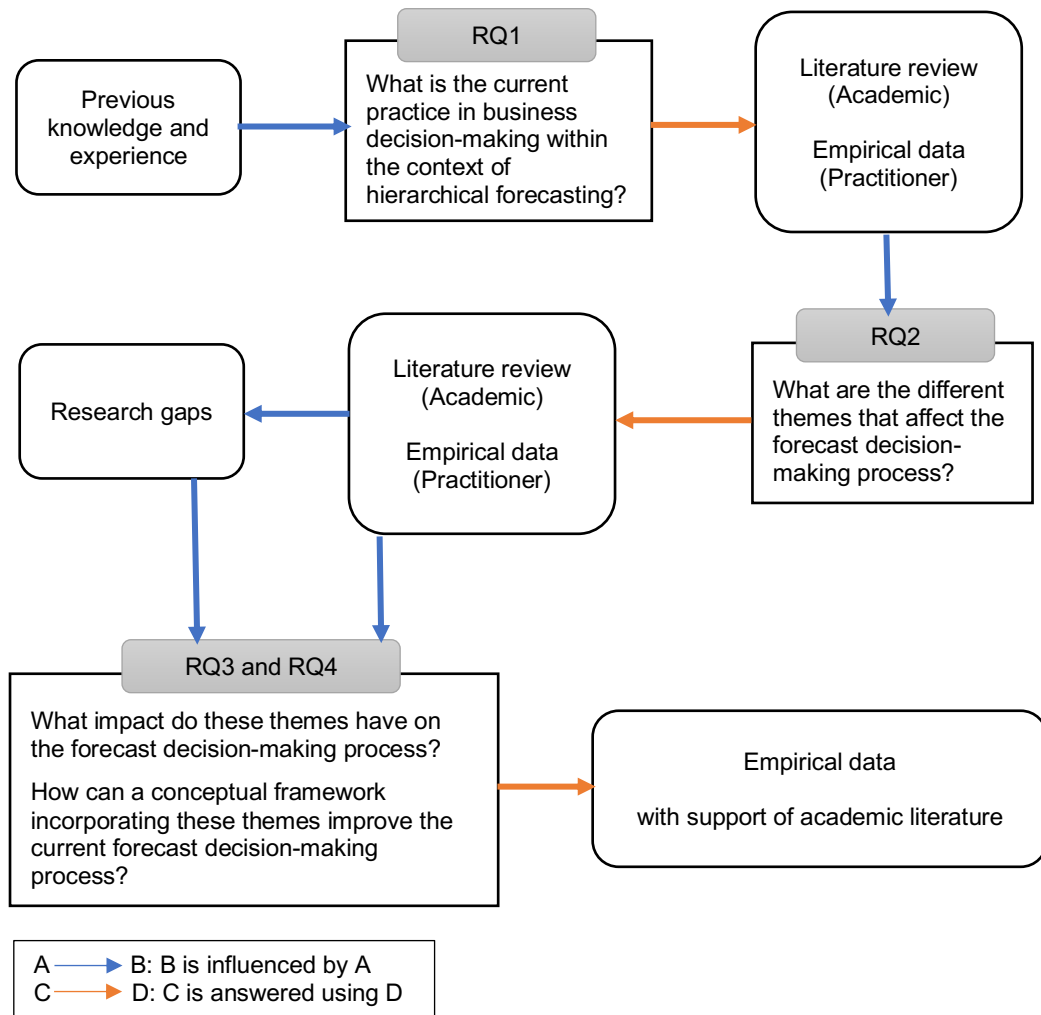 Previous
knowledge and
experience
RQ1
What is the current
practice in business
decision-making within
the context of
hierarchical forecasting?
Literature review
(Academic)
Empirical data
(Practitioner)
RQ2
What are the different
themes that affect the
forecast decision-
making process?
Literature review
(Academic)
Empirical data
(Practitioner)
Research gaps
RQ3 and RQ4
What impact do these themes have on
the forecast decision-making process?
How can a conceptual framework
incorporating these themes improve the
current forecast decision-making
process?
Empirical data
with support of academic literature
A B: B is influenced by A
C D: C is answered using D